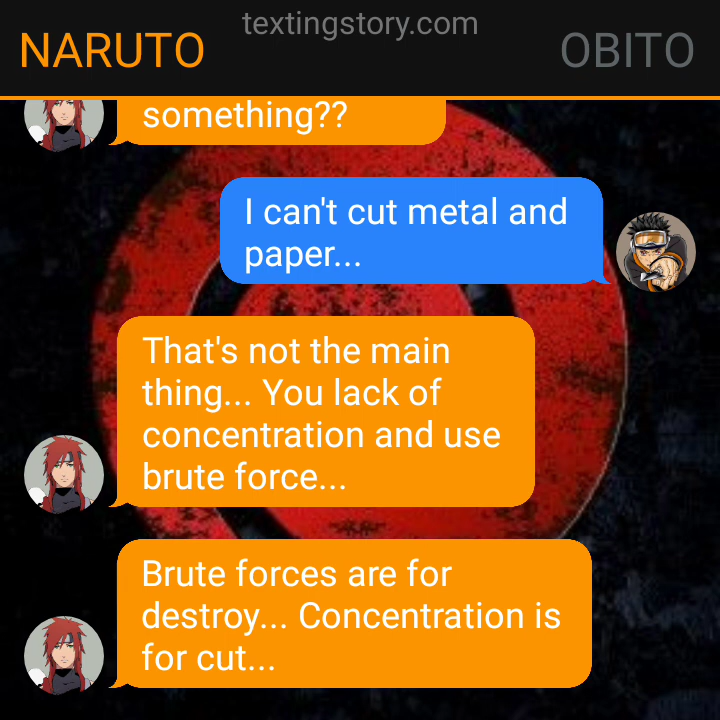 textingstory.com
NARUTO
OBITO
something??
I can't cut metal and
paper...
That's not the main
thing... You lack of
concentration and use
brute force...
Brute forces are for
destroy... Concentration is
for cut...